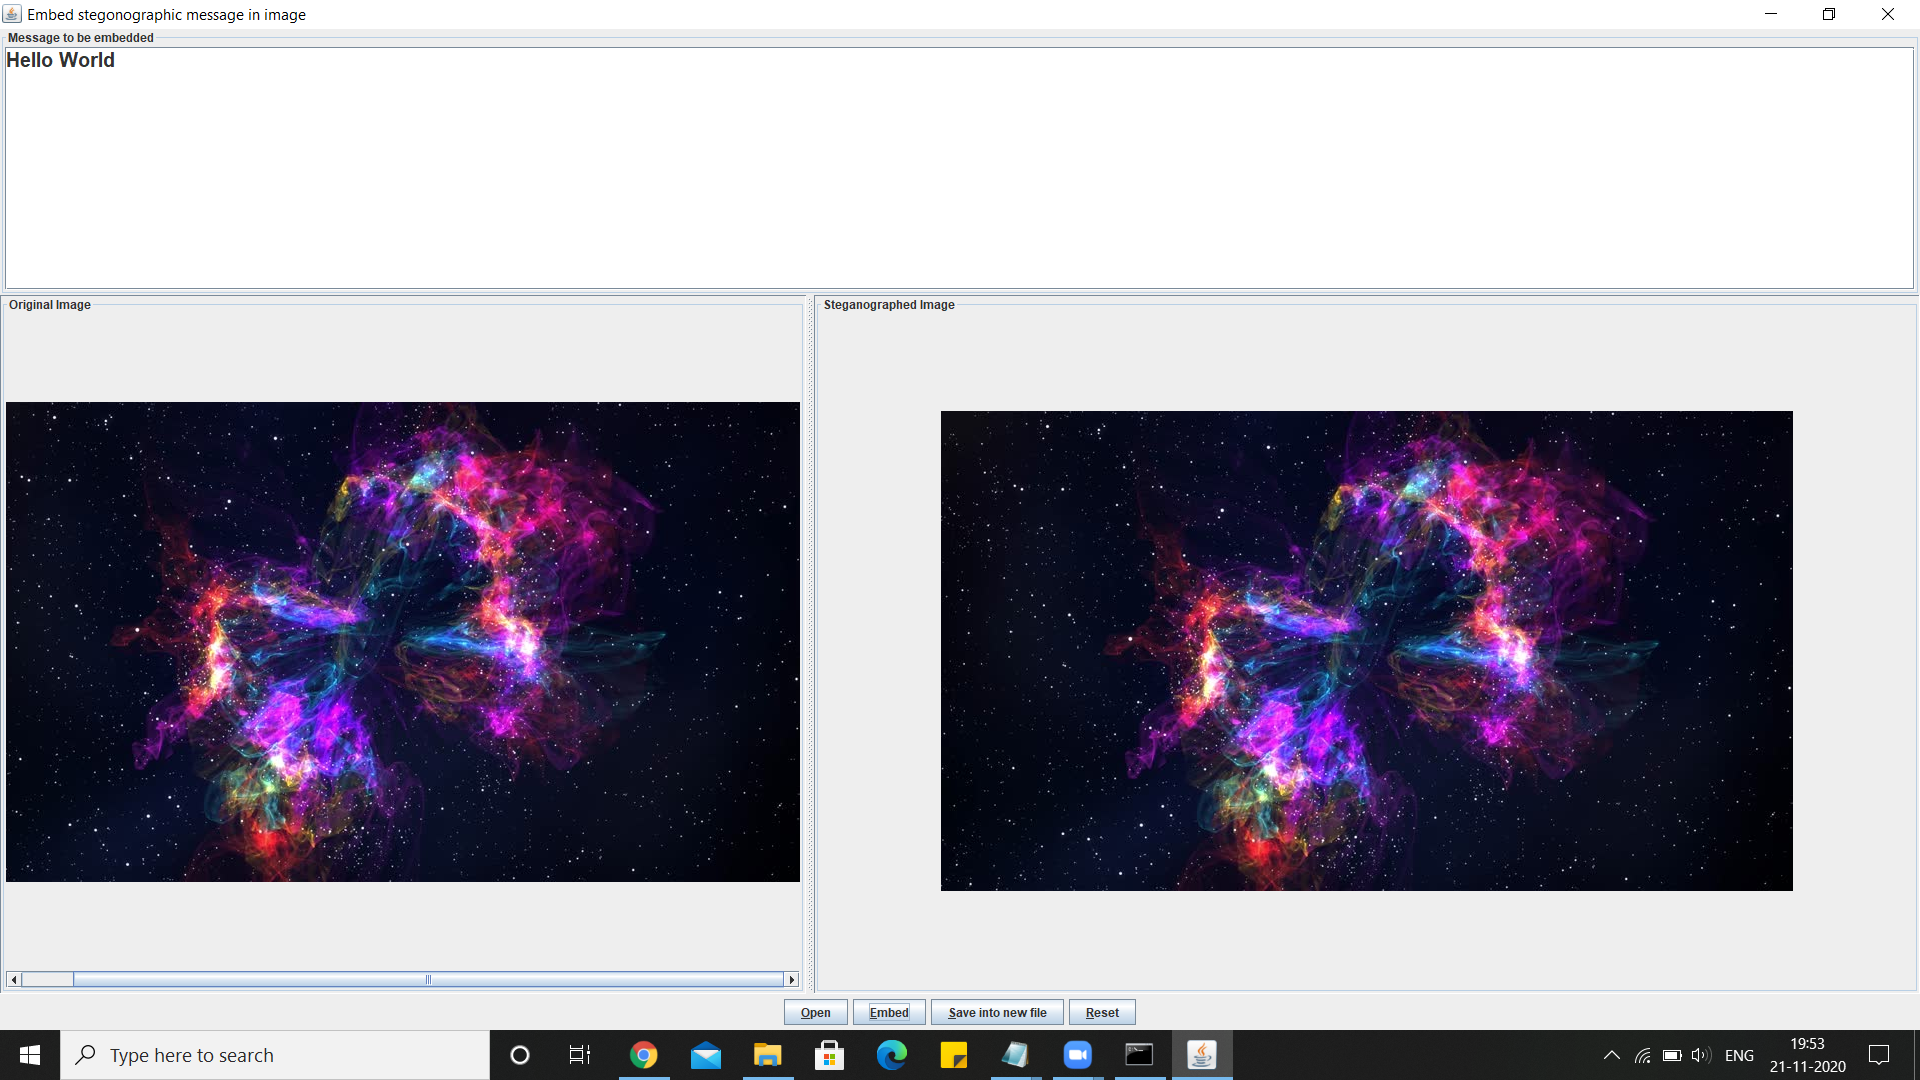 Embed stegonographic message in image
Message to be embedded
Hello World
Original Image
Steganographed Image
Open
Embed
Save into new file
Reset
Type here to search
ENG
19:53
21-11-2020